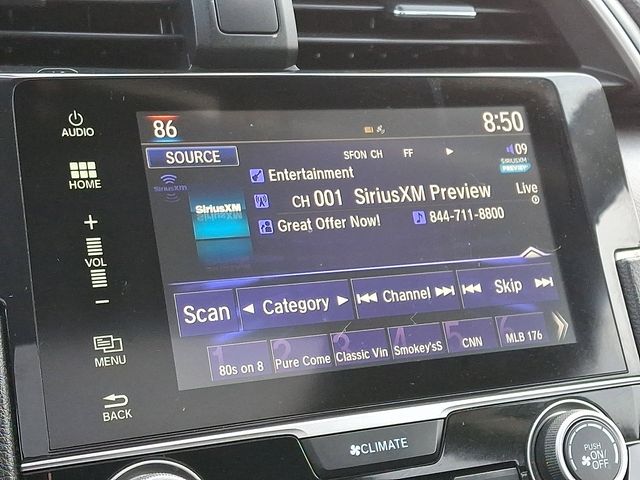 AUDIO
HOME
+
VOL
-
MENU
BACK
86
8:50
SOURCE
SFON CH FF
09
SIRIUSXM
PREVIEW
SiriusXM
SiriusXM
Entertainment
CH 001 SiriusXM Preview
Live
Great Offer Now!
844-711-8800
Scan
Category
Channel
Skip
1 80s on 8
2 Pure Come
3 Classic Vin
4 Smokey'sS
5 CNN
6 MLB 176
CLIMATE
PUSH
ON/
OFF